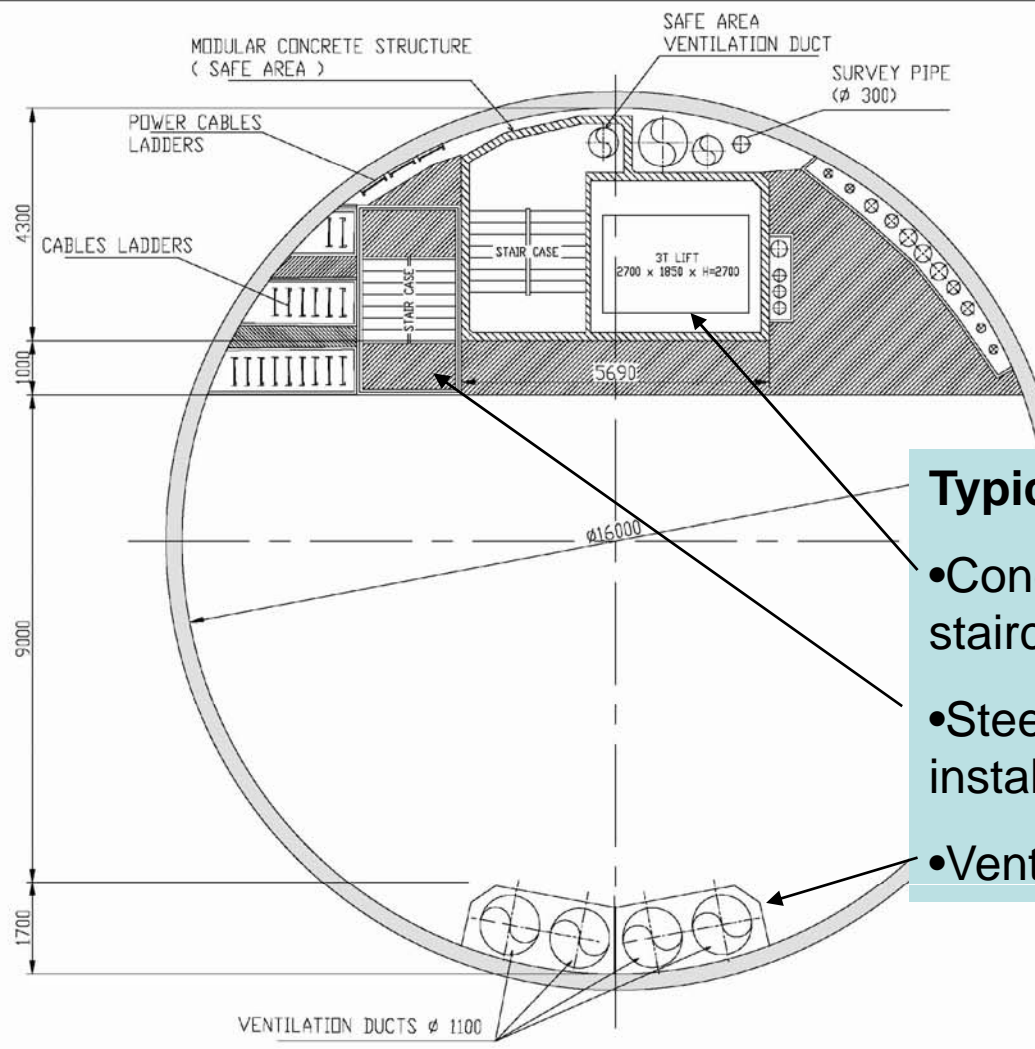 SAFE AREA
VENTILATION DUCT
MODULAR CONCRETE STRUCTURE
( SAFE AREA )
SURVEY PIPE
(Ø 300)
POWER CABLES
LADDERS
4300
CABLES LADDERS
STAIR CASE
STAIR CASE
3T LIFT
2700 x 1850 x H=2700
1000
5690
Ø16000
9000
1700
VENTILATION DUCTS Ø 1100
Typic
•Con
stairc
•Stee
instal
•Vent